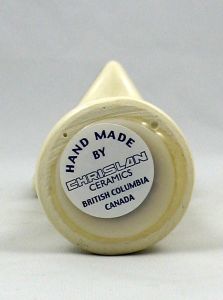 HAND MADE
BY
CHRISLAN
CERAMICS
BRITISH COLUMBIA
CANADA